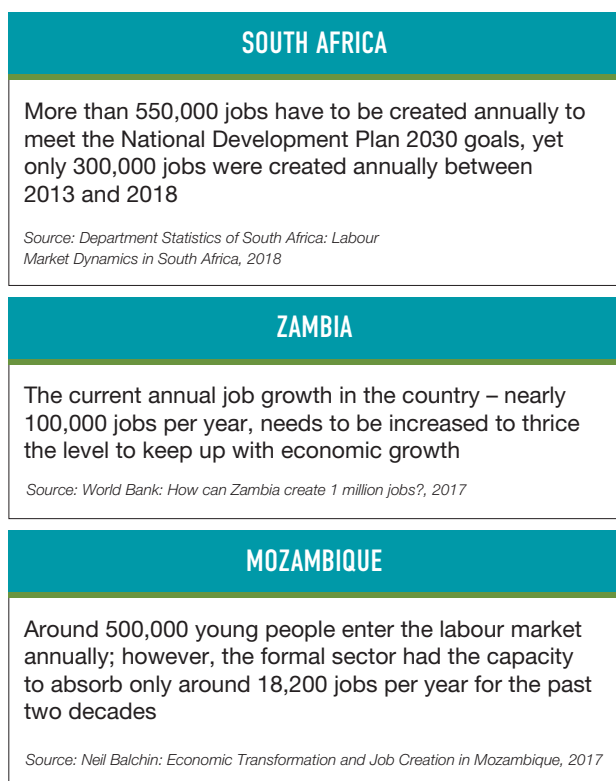 SOUTH AFRICA
More than 550,000 jobs have to be created annually to
meet the National Development Plan 2030 goals, yet
only 300,000 jobs were created annually between
2013 and 2018
Source: Department Statistics of South Africa: Labour
Market Dynamics in South Africa, 2018
ZAMBIA
The current annual job growth in the country – nearly
100,000 jobs per year, needs to be increased to thrice
the level to keep up with economic growth
Source: World Bank: How can Zambia create 1 million jobs?, 2017
MOZAMBIQUE
Around 500,000 young people enter the labour market
annually; however, the formal sector had the capacity
to absorb only around 18,200 jobs per year for the past
two decades
Source: Neil Balchin: Economic Transformation and Job Creation in Mozambique, 2017